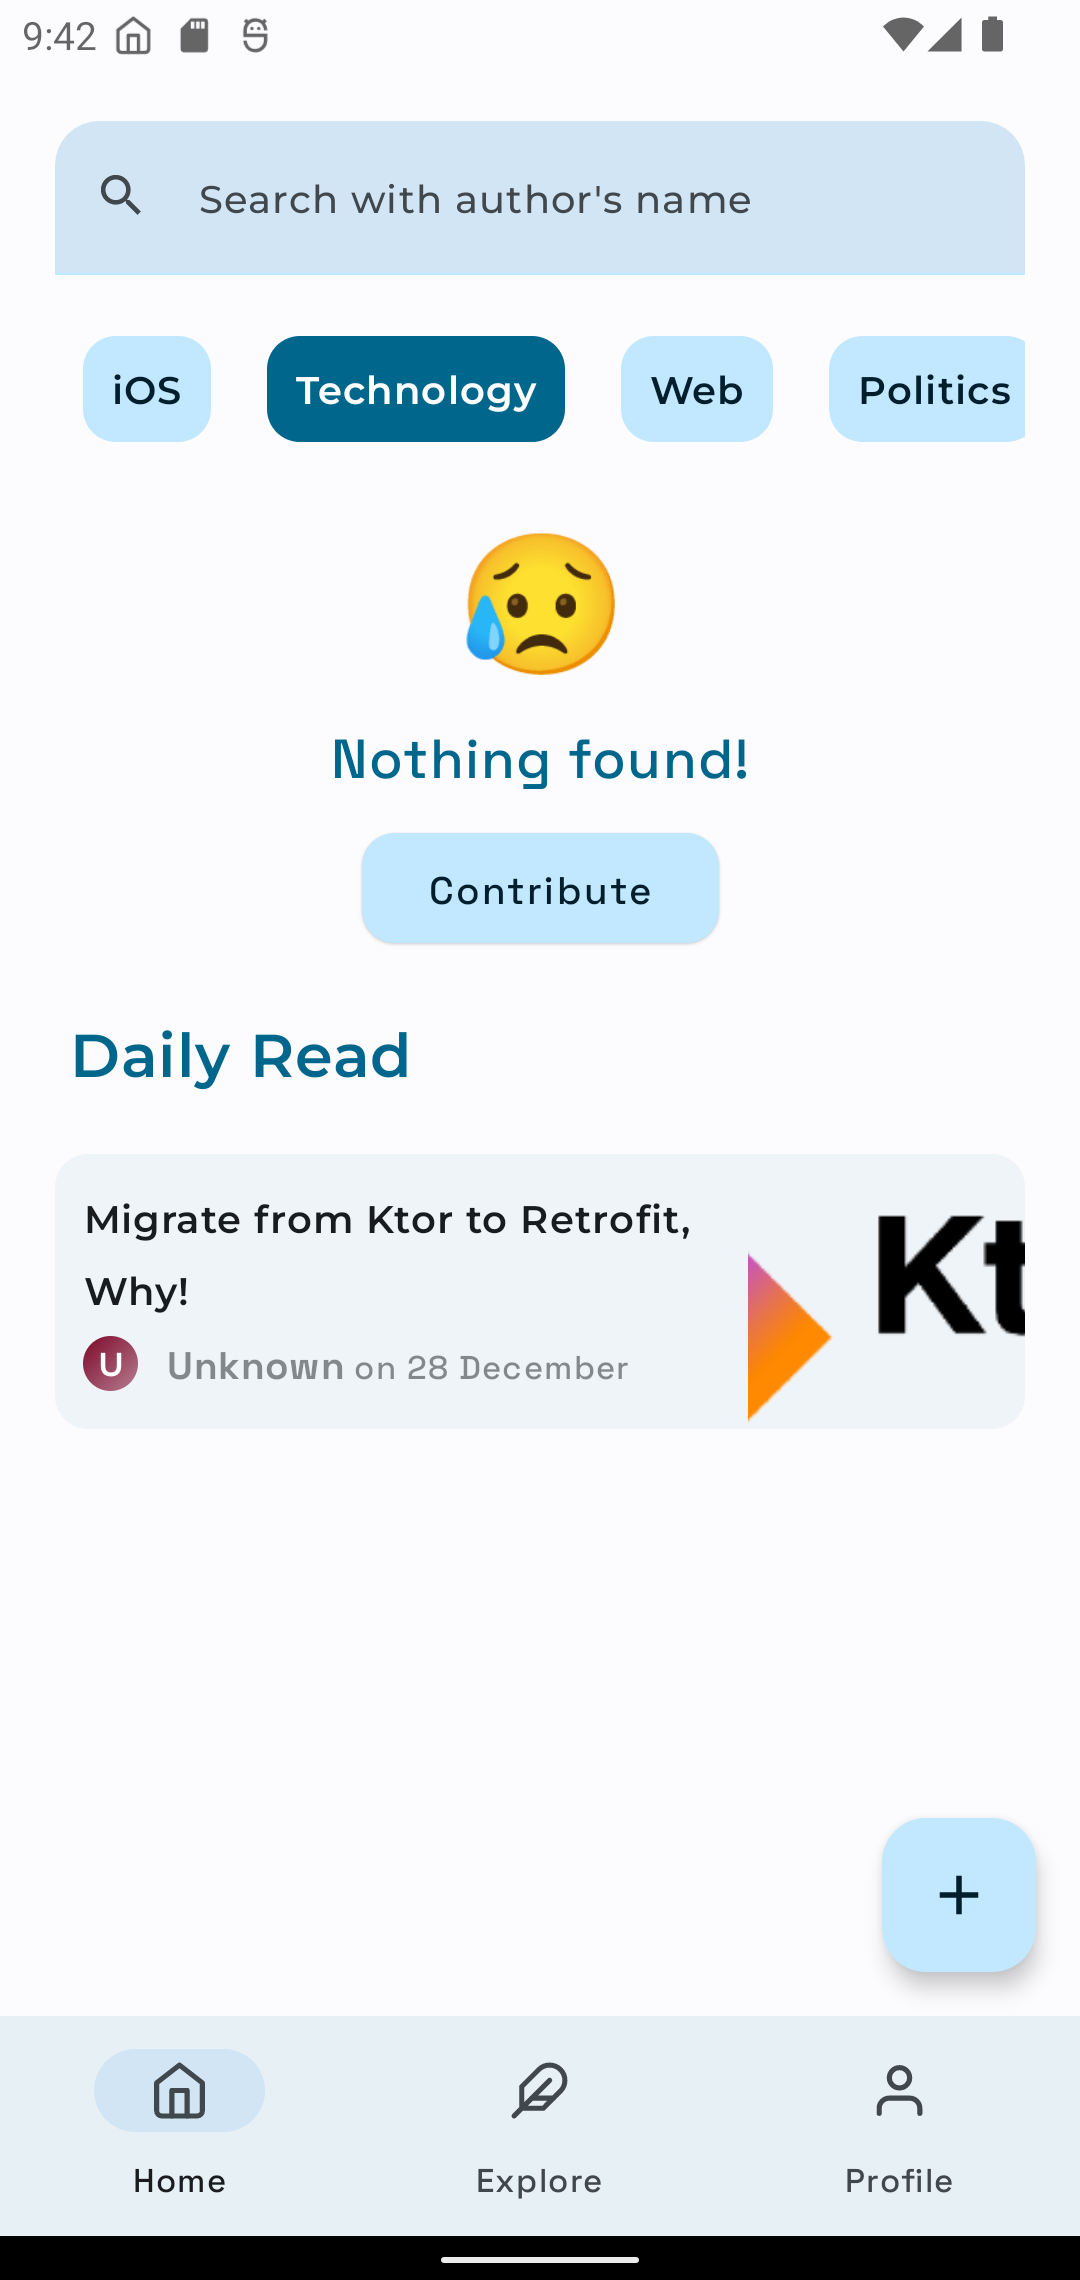 9:42
Search with author's name
iOS
Technology
Web
Politics
Nothing found!
Contribute
Daily Read
Migrate from Ktor to Retrofit,
Why!
U
Unknown on 28 December
Kt
+
Home
Explore
Profile